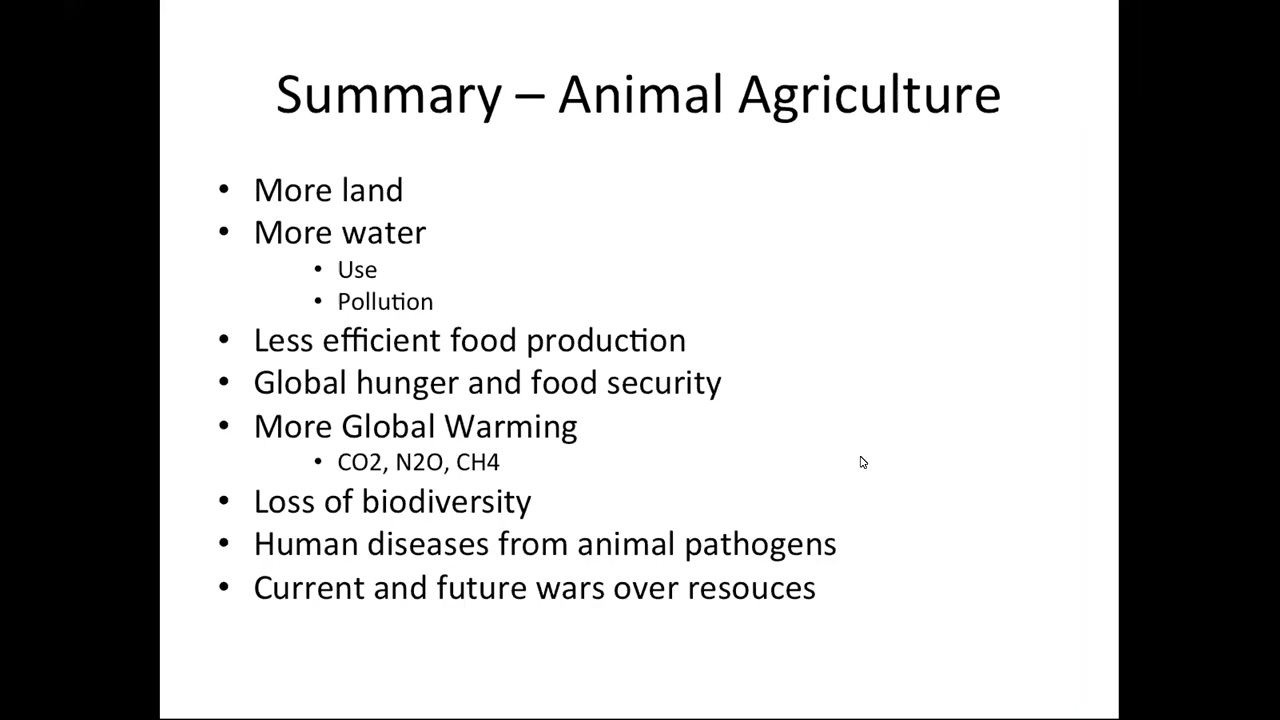 Summary – Animal Agriculture
• More land
• More water
• Use
• Pollution
• Less efficient food production
• Global hunger and food security
• More Global Warming
• CO2, N2O, CH4
• Loss of biodiversity
• Human diseases from animal pathogens
• Current and future wars over resouces